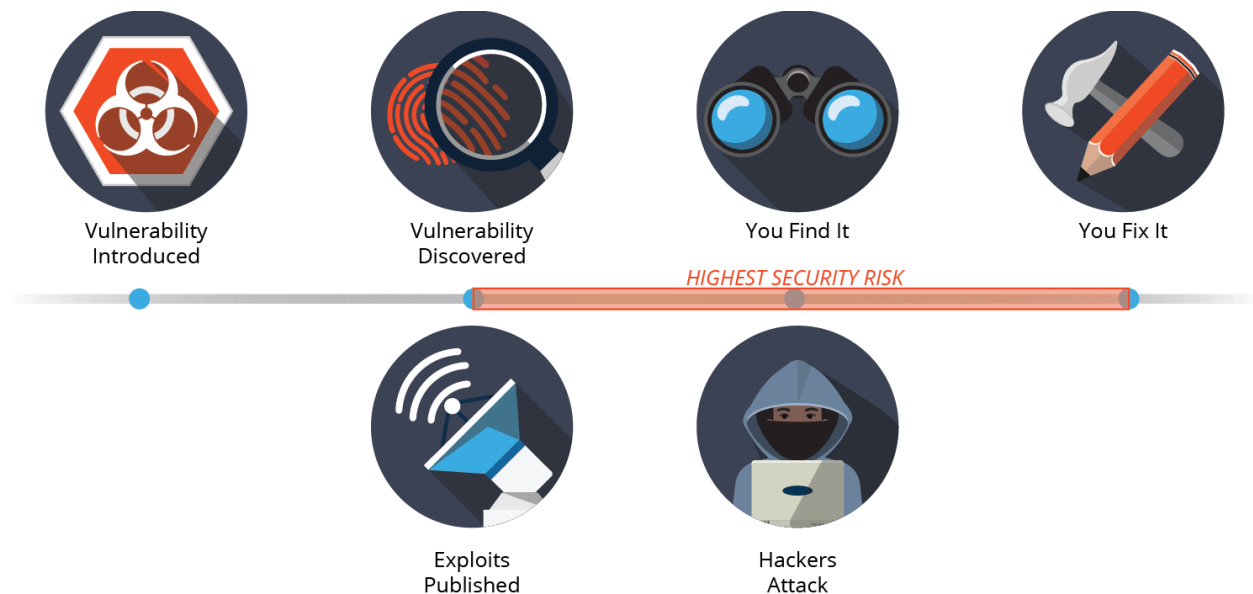 Vulnerability
Introduced
Vulnerability
Discovered
You Find It
You Fix It
HIGHEST SECURITY RISK
Exploits
Published
Hackers
Attack